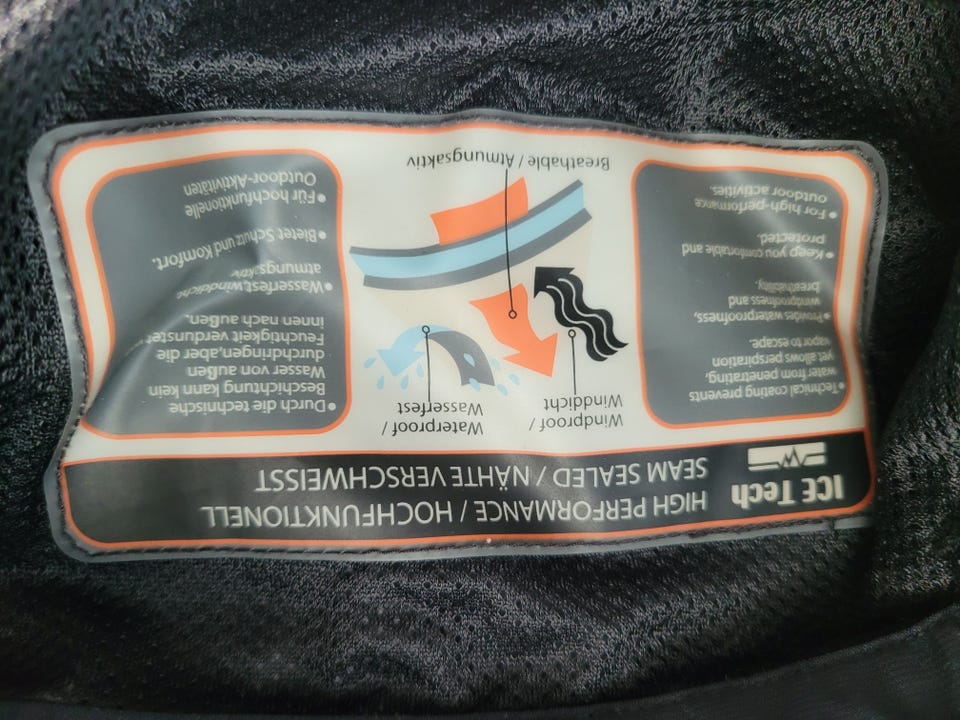 ICE Tech
HIGH PERFORMANCE / HOCHFUNKTIONELL
SEAM SEALED / NÄHTE VERSCHWEISST
• Technical coating prevents
water from penetrating,
yet allows perspiration
vapor to escape.
• Provides waterproofness,
windproofness and
breathability.
• Keep you comfortable and
protected.
• For high-performance
outdoor activities.
Windproof /
Winddicht
Waterproof /
Wasserfest
Breathable / Atmungsaktiv
• Durch die technische
Beschichtung kann kein
Wasser von außen
durchdringen,aber die
Feuchtigkeit verdunstet
innen nach außen.
• Wasserfest,winddicht
atmungsaktiv
• Bietet Schutz und Komfort.
• Für hochfunktionelle
Outdoor-Aktivitäten